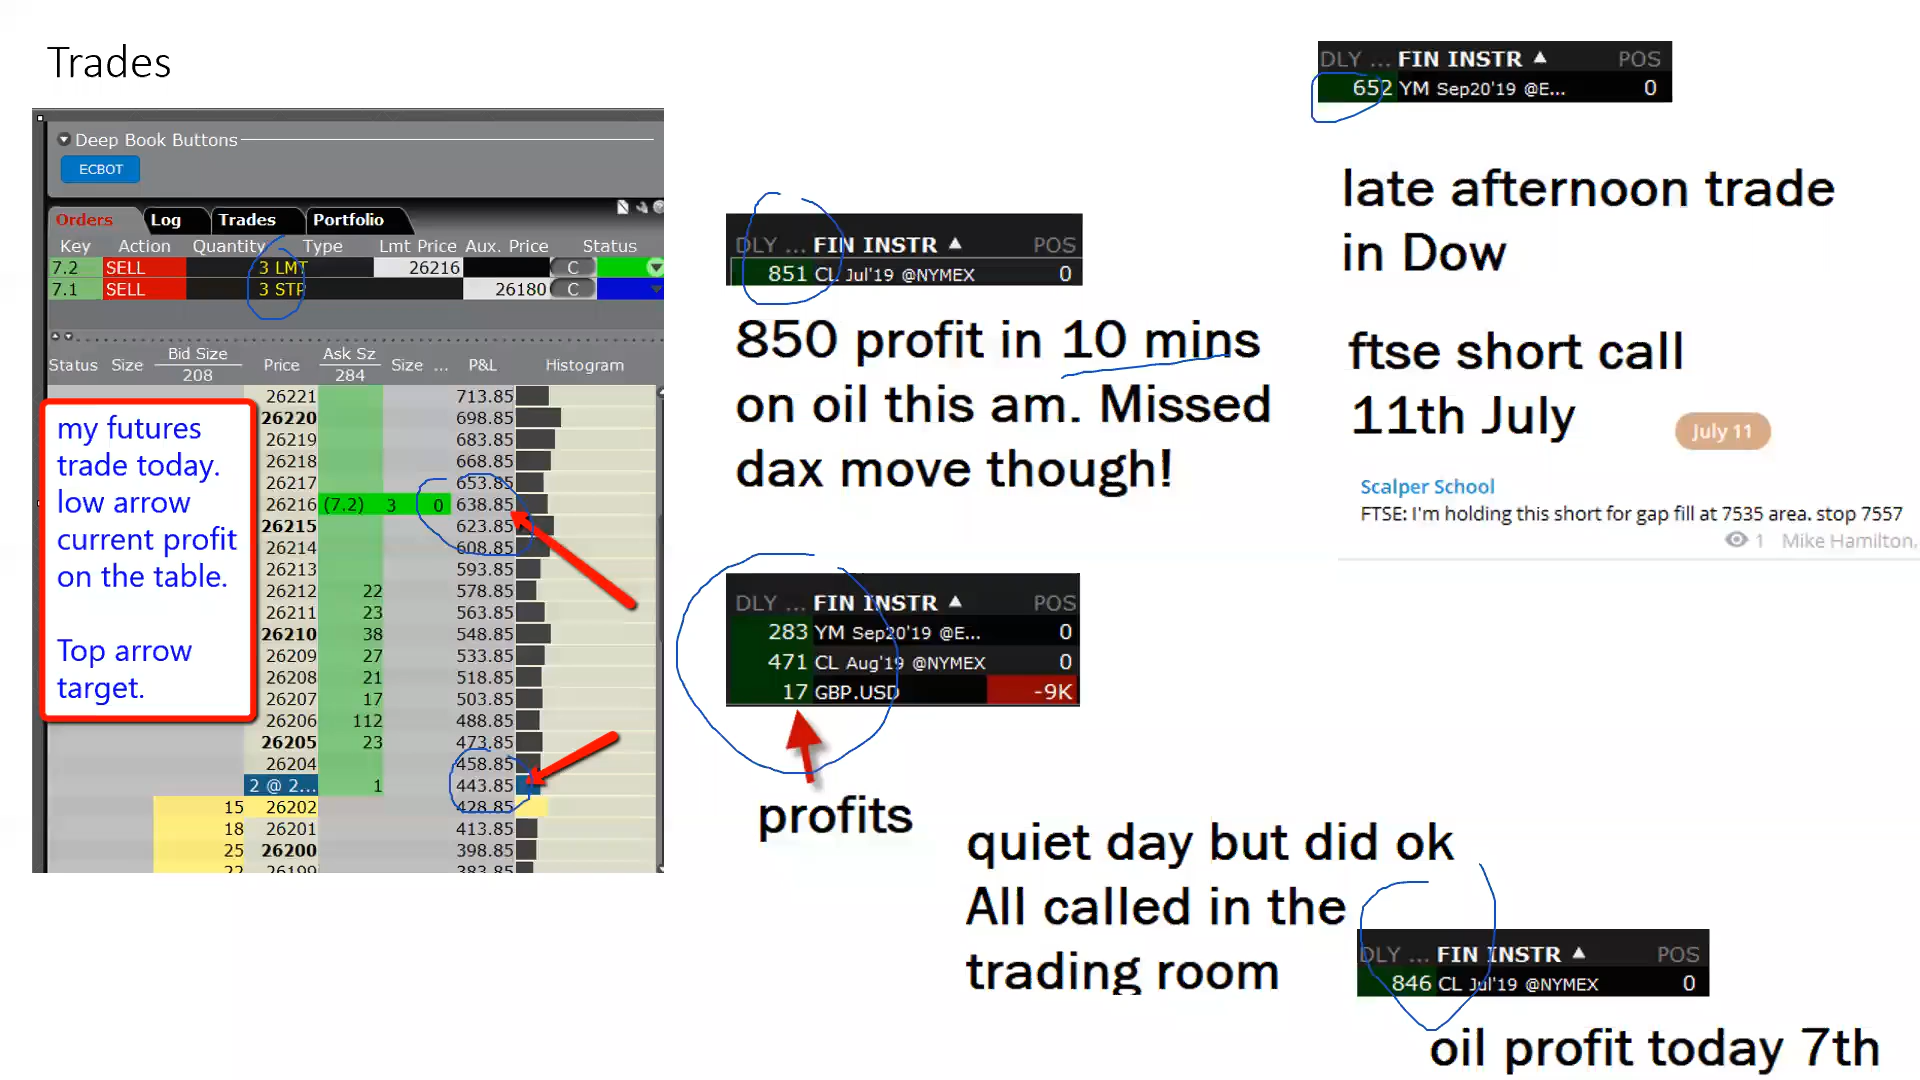 Trades
Deep Book Buttons
ECBOT
Orders Log Trades Portfolio
Key Action Quantity Type Lmt Price Aux. Price Status
7.2 SELL 3 LMT 26216 C
7.1 SELL 3 STP 26180 C
Status Size Bid Size Price Ask Sz Size ... P&L Histogram
208 284
26221 713.85
26220 698.85
26219 683.85
26218 668.85
26217 653.85
26216 (7.2) 3 0 638.85
26215 623.85
26214 608.85
26213 593.85
26212 22 578.85
26211 23 563.85
26210 38 548.85
26209 27 533.85
26208 21 518.85
26207 17 503.85
26206 112 488.85
26205 23 473.85
26204 458.85
2 @ 2... 1 443.85
15 26202 428.85
18 26201 413.85
25 26200 398.85
22 26199 383.85
my futures
trade today.
low arrow
current profit
on the table.
Top arrow
target.
DLY ... FIN INSTR ▲ POS
851 CL Jul'19 @NYMEX 0
850 profit in 10 mins
on oil this am. Missed
dax move though!
DLY ... FIN INSTR ▲ POS
283 YM Sep20'19 @E... 0
471 CL Aug'19 @NYMEX 0
17 GBP.USD -9K
profits
DLY ... FIN INSTR ▲ POS
652 YM Sep20'19 @E... 0
late afternoon trade
in Dow
ftse short call
11th July
July 11
Scalper School
FTSE: I'm holding this short for gap fill at 7535 area. stop 7557
1 Mike Hamilton,
quiet day but did ok
All called in the
trading room
DLY ... FIN INSTR ▲ POS
846 CL Jul'19 @NYMEX 0
oil profit today 7th